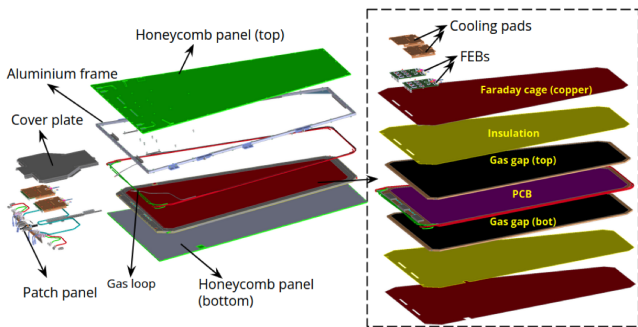 Honeycomb panel (top)
Aluminium frame
Cover plate
Patch panel
Gas loop
Honeycomb panel
(bottom)
Cooling pads
FEBs
Faraday cage (copper)
Insulation
Gas gap (top)
PCB
Gas gap (bot)